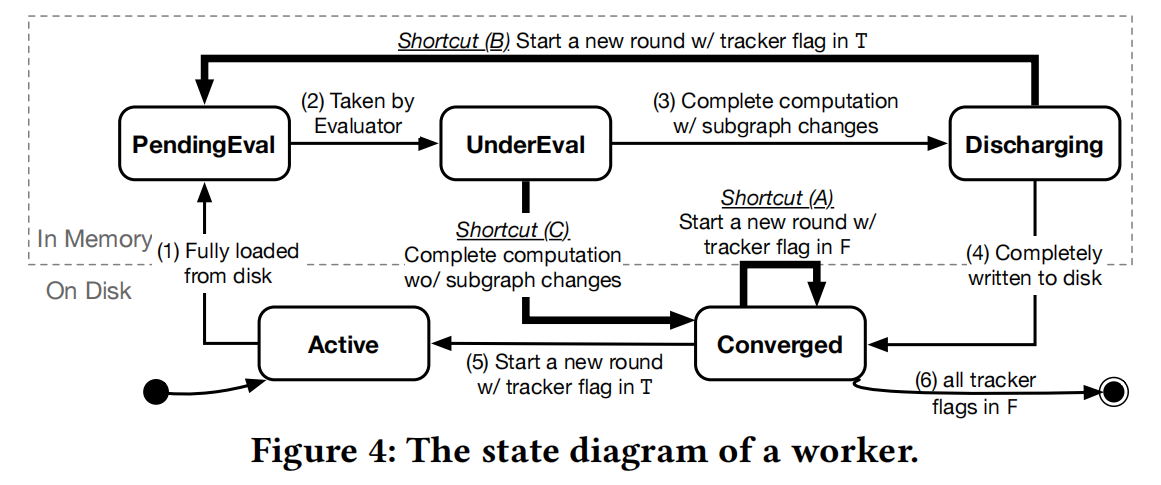 Shortcut (B) Start a new round w/ tracker flag in T
(2) Taken by
Evaluator
(3) Complete computation
w/ subgraph changes
PendingEval
UnderEval
Discharging
Shortcut (A)
Start a new round w/
tracker flag in F
Shortcut (C)
Complete computation
wo/ subgraph changes
In Memory
(1) Fully loaded
from disk
(4) Completely
written to disk
On Disk
Active
Converged
(5) Start a new round
w/ tracker flag in T
(6) all tracker
flags in F
Figure 4: The state diagram of a worker.